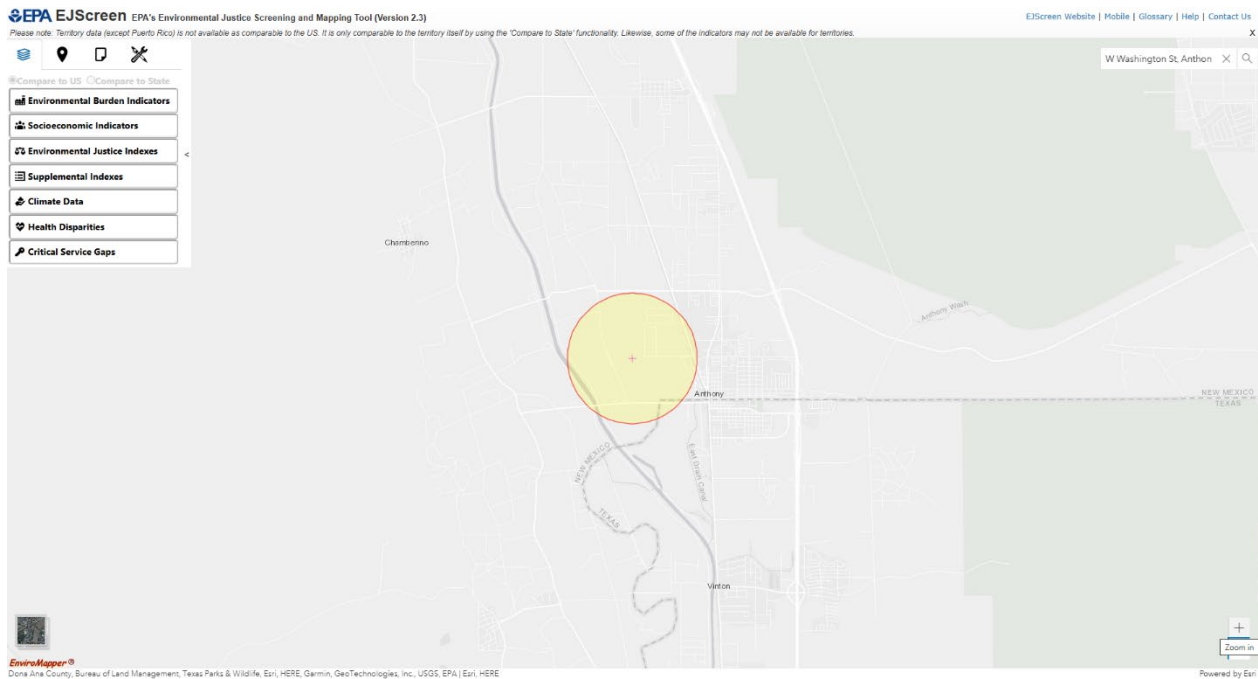 EPA EJScreen EPA's Environmental Justice Screening and Mapping Tool (Version 2.3)
EJScreen Website | Mobile | Glossary | Help | Contact Us
Please note: Territory data (except Puerto Rico) is not available as comparable to the US. It is only comparable to the territory itself by using the 'Compare to State' functionality. Likewise, some of the indicators may not be available for territories.
X
Compare to US Compare to State
W Washington St, Anthon
Environmental Burden Indicators
Socioeconomic Indicators
Environmental Justice Indexes
<
Supplemental Indexes
Climate Data
Health Disparities
Critical Service Gaps
Chamberino
Anthony Wash
Anthony
NEW MEXICO
TEXAS
NEW MEXICO
East Drain Canal
TEXAS
Vinton
+
Zoom in
EnviroMapper ®
Dona Ana County, Bureau of Land Management, Texas Parks & Wildlife, Esri, HERE, Garmin, GeoTechnologies, Inc., USGS, EPA | Esri, HERE
Powered by Esri